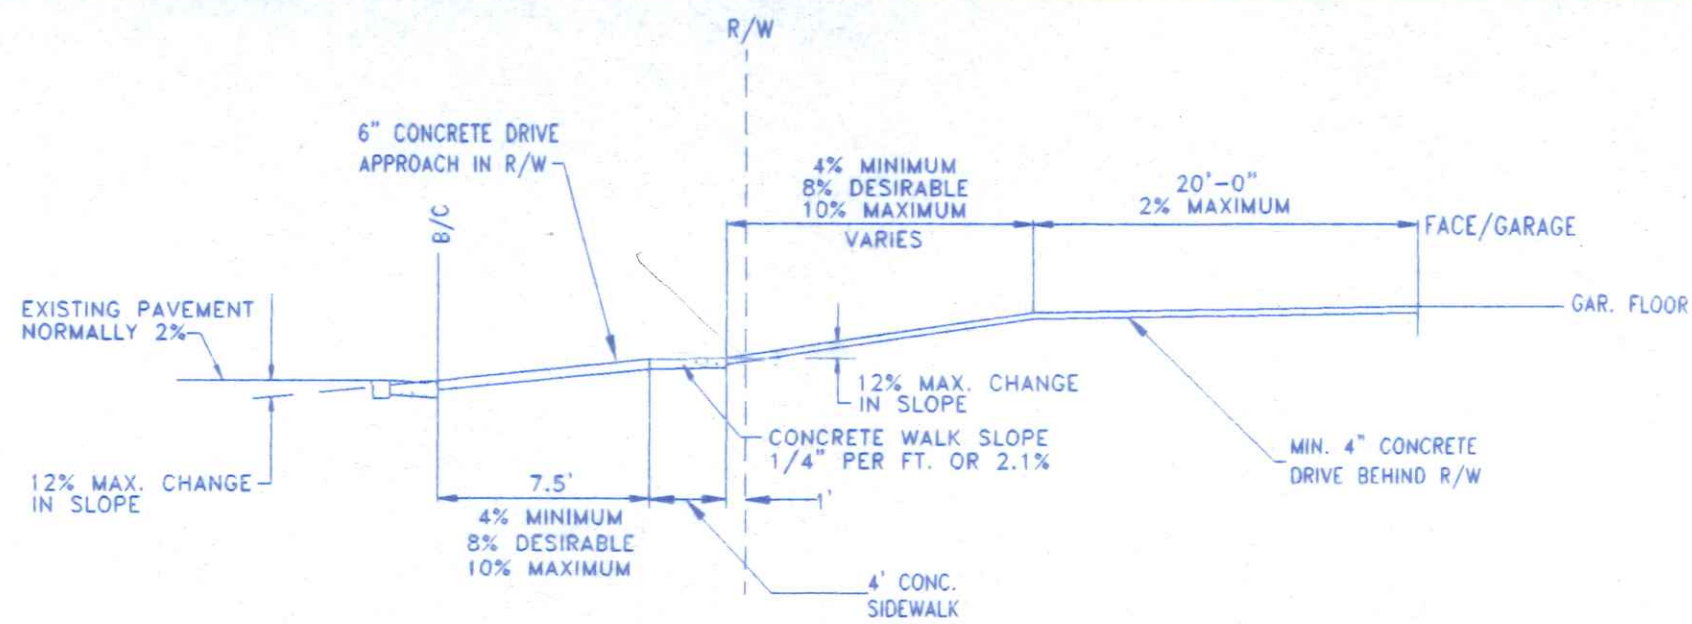 R/W
6" CONCRETE DRIVE
APPROACH IN R/W
B/C
4% MINIMUM
8% DESIRABLE
10% MAXIMUM
VARIES
20'-0"
2% MAXIMUM
FACE/GARAGE
EXISTING PAVEMENT
NORMALLY 2%
GAR. FLOOR
12% MAX. CHANGE
IN SLOPE
CONCRETE WALK SLOPE
1/4" PER FT. OR 2.1%
MIN. 4" CONCRETE
DRIVE BEHIND R/W
12% MAX. CHANGE
IN SLOPE
7.5'
1'
4% MINIMUM
8% DESIRABLE
10% MAXIMUM
4' CONC.
SIDEWALK